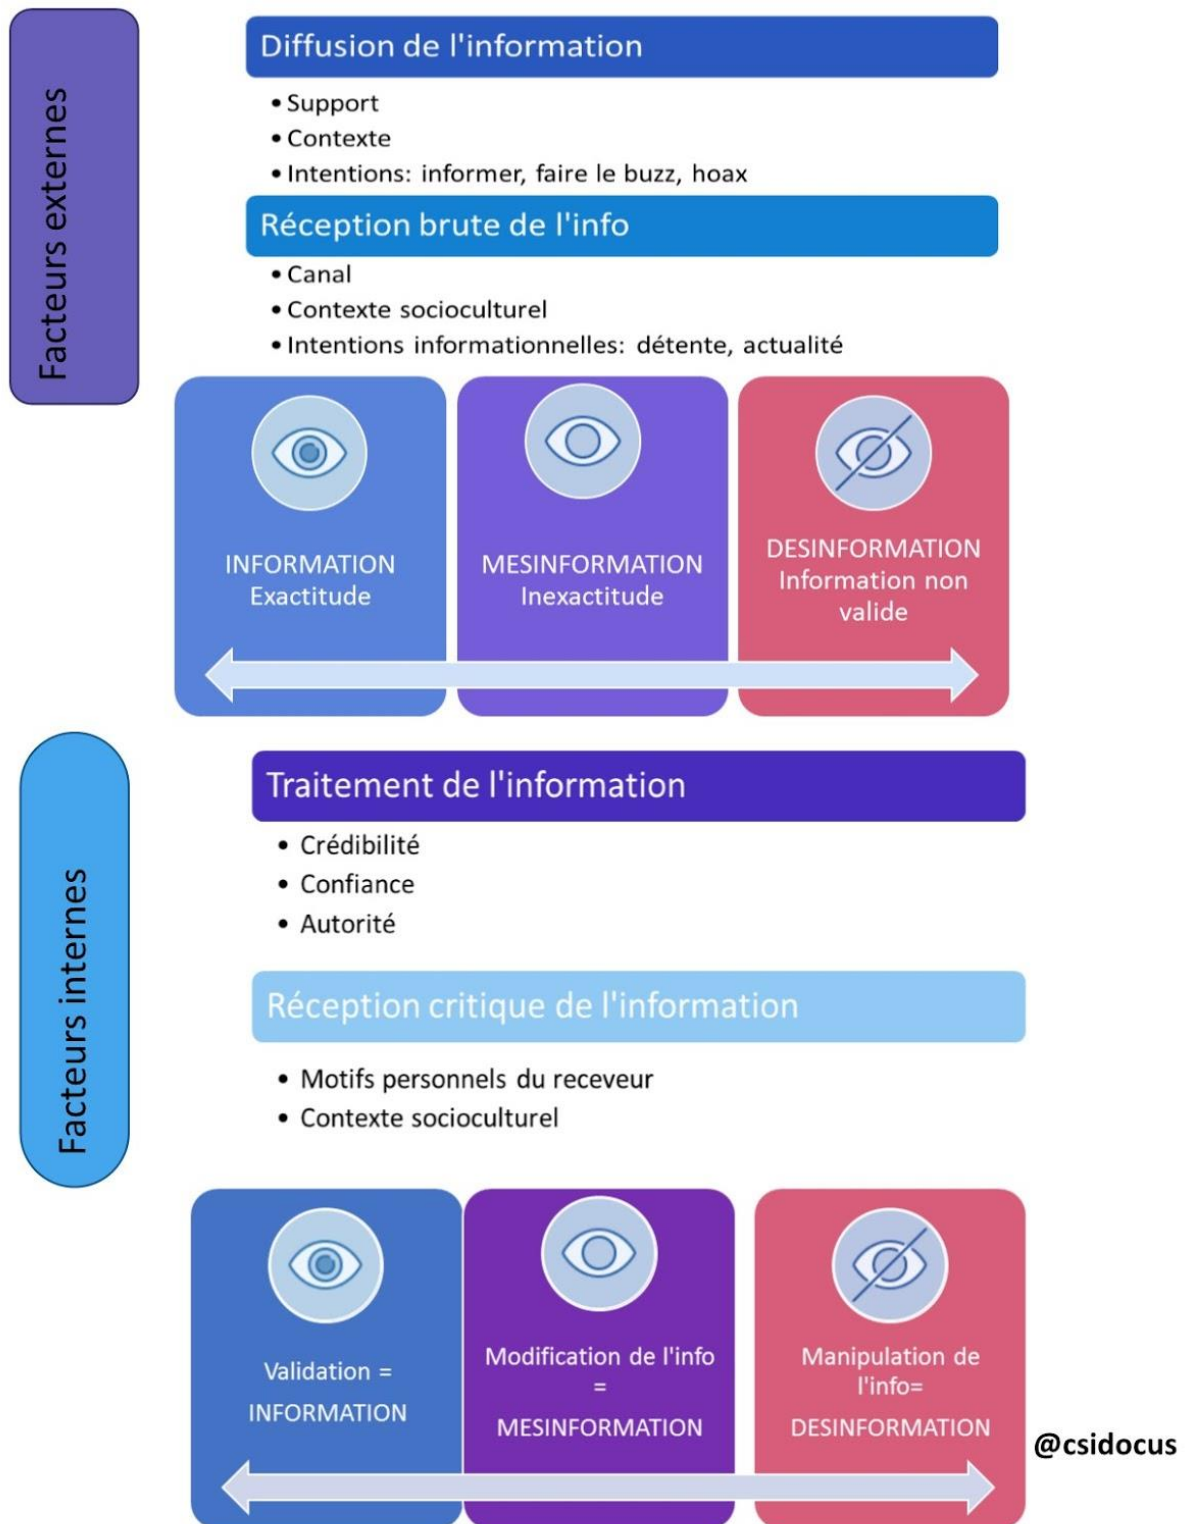 Facteurs externes
Diffusion de l'information
• Support
• Contexte
• Intentions: informer, faire le buzz, hoax
Réception brute de l'info
• Canal
• Contexte socioculturel
• Intentions informationnelles: détente, actualité
INFORMATION
Exactitude
MESINFORMATION
Inexactitude
DESINFORMATION
Information non
valide
Facteurs internes
Traitement de l'information
• Crédibilité
• Confiance
• Autorité
Réception critique de l'information
• Motifs personnels du receveur
• Contexte socioculturel
Validation =
INFORMATION
Modification de l'info
=
MESINFORMATION
Manipulation de
l'info=
DESINFORMATION
@csidocus